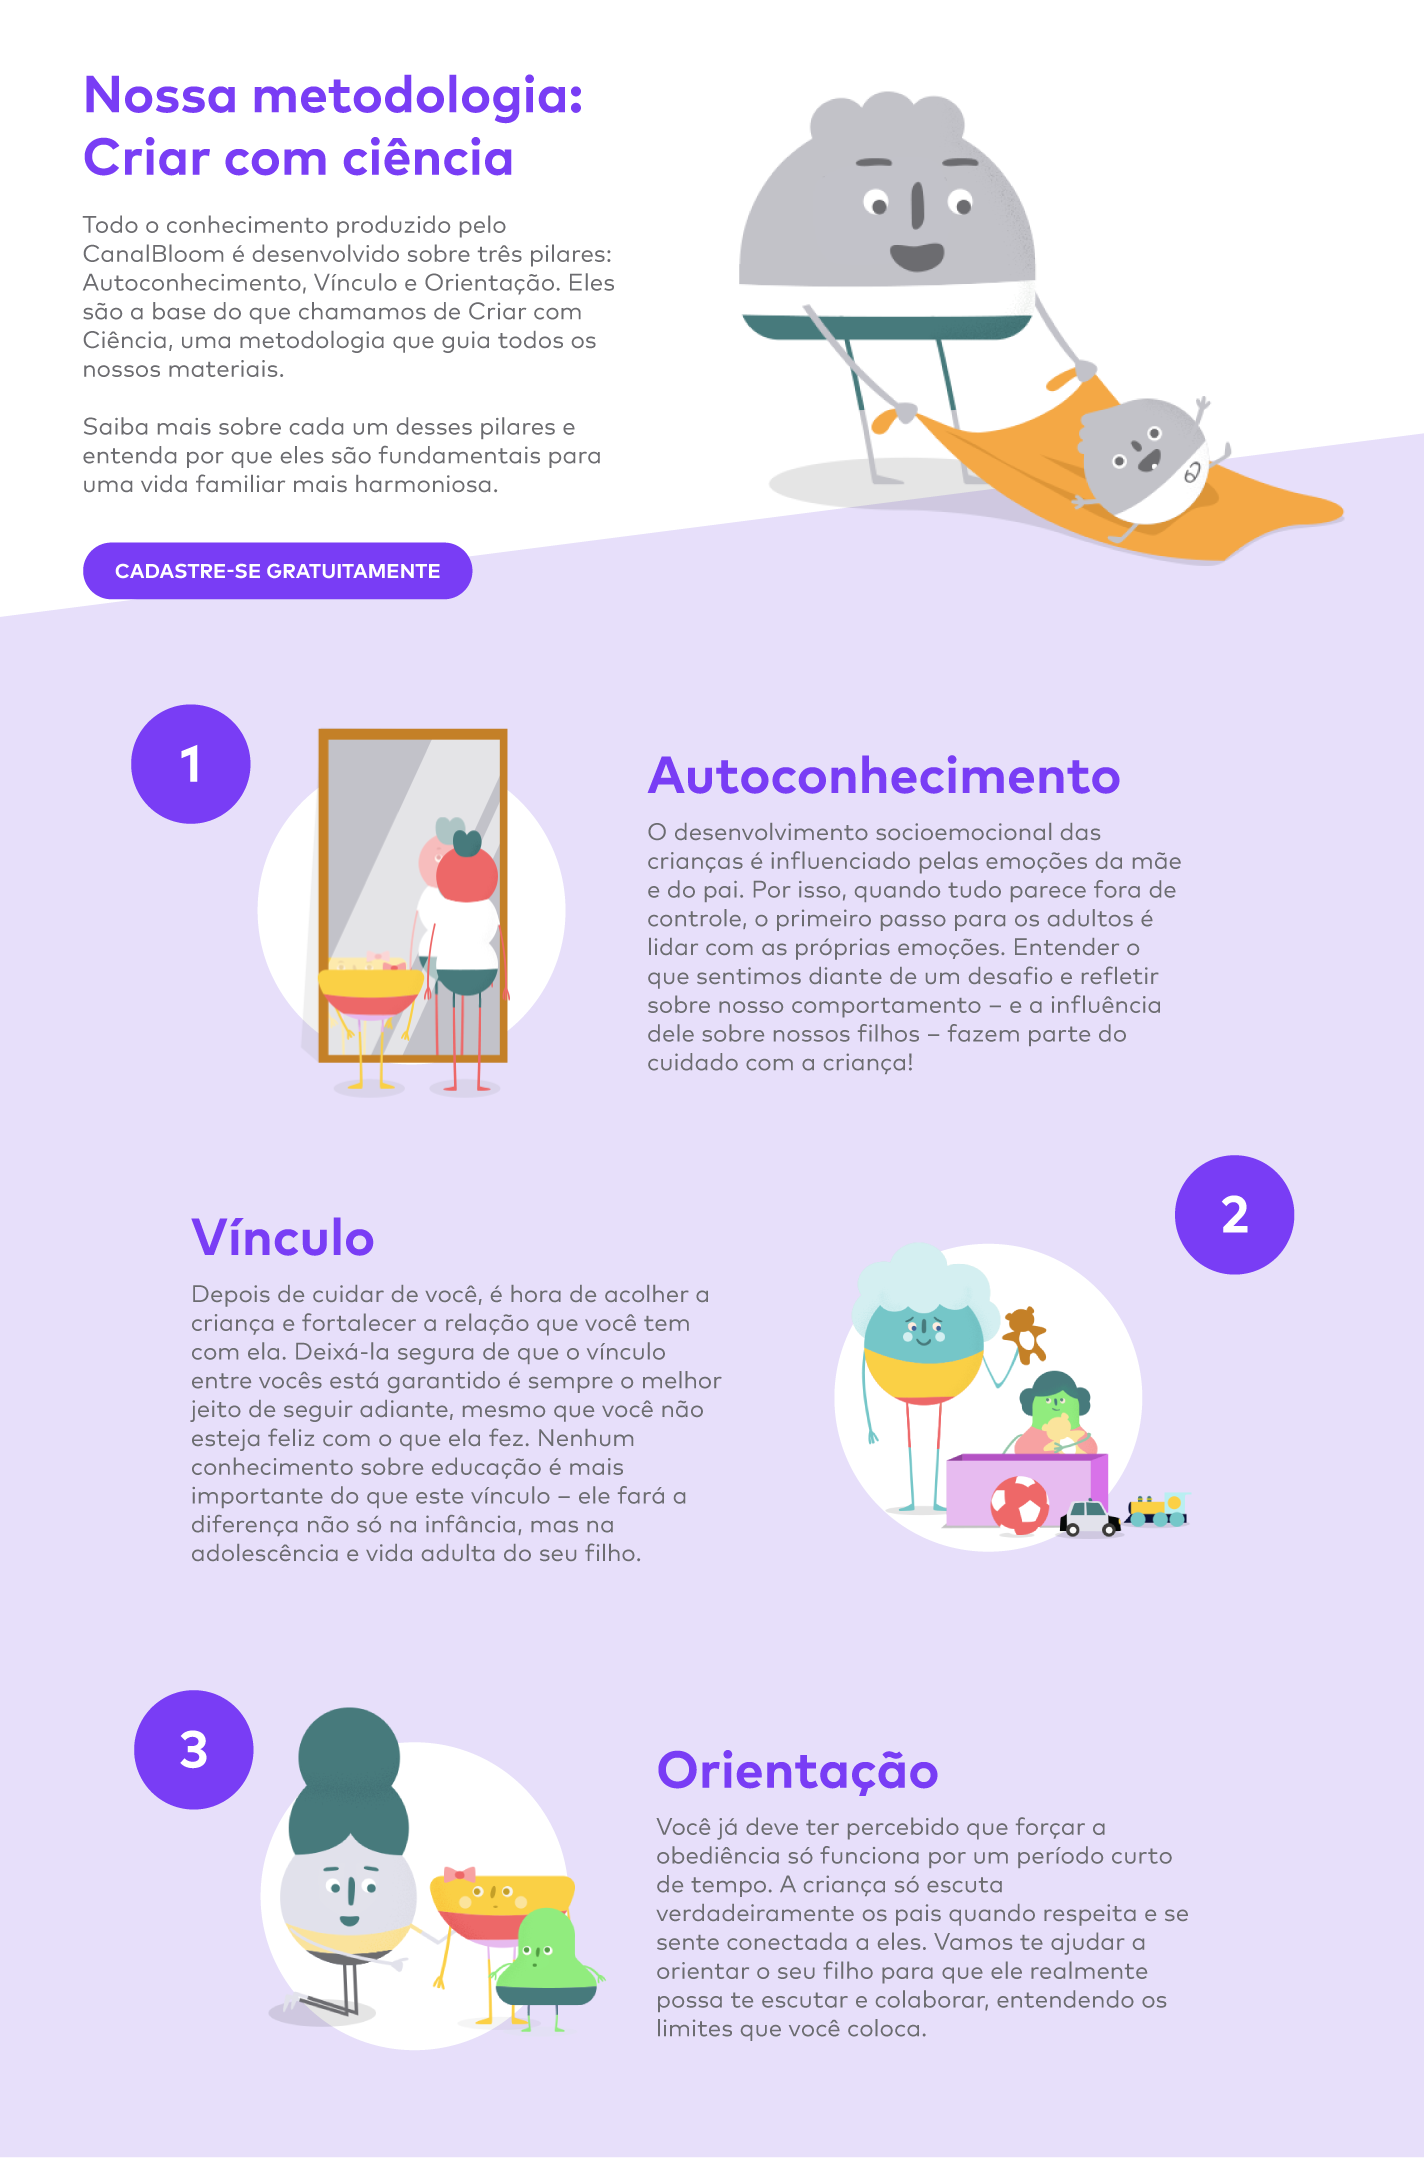 Nossa metodologia:
Criar com ciência
Todo o conhecimento produzido pelo
CanalBloom é desenvolvido sobre três pilares:
Autoconhecimento, Vínculo e Orientação. Eles
são a base do que chamamos de Criar com
Ciência, uma metodologia que guia todos os
nossos materiais.
Saiba mais sobre cada um desses pilares e
entenda por que eles são fundamentais para
uma vida familiar mais harmoniosa.
CADASTRE-SE GRATUITAMENTE
1
Autoconhecimento
O desenvolvimento socioemocional das
crianças é influenciado pelas emoções da mãe
e do pai. Por isso, quando tudo parece fora de
controle, o primeiro passo para os adultos é
lidar com as próprias emoções. Entender o
que sentimos diante de um desafio e refletir
sobre nosso comportamento – e a influência
dele sobre nossos filhos – fazem parte do
cuidado com a criança!
2
Vínculo
Depois de cuidar de você, é hora de acolher a
criança e fortalecer a relação que você tem
com ela. Deixá-la segura de que o vínculo
entre vocês está garantido é sempre o melhor
jeito de seguir adiante, mesmo que você não
esteja feliz com o que ela fez. Nenhum
conhecimento sobre educação é mais
importante do que este vínculo – ele fará a
diferença não só na infância, mas na
adolescência e vida adulta do seu filho.
3
Orientação
Você já deve ter percebido que forçar a
obediência só funciona por um período curto
de tempo. A criança só escuta
verdadeiramente os pais quando respeita e se
sente conectada a eles. Vamos te ajudar a
orientar o seu filho para que ele realmente
possa te escutar e colaborar, entendendo os
limites que você coloca.